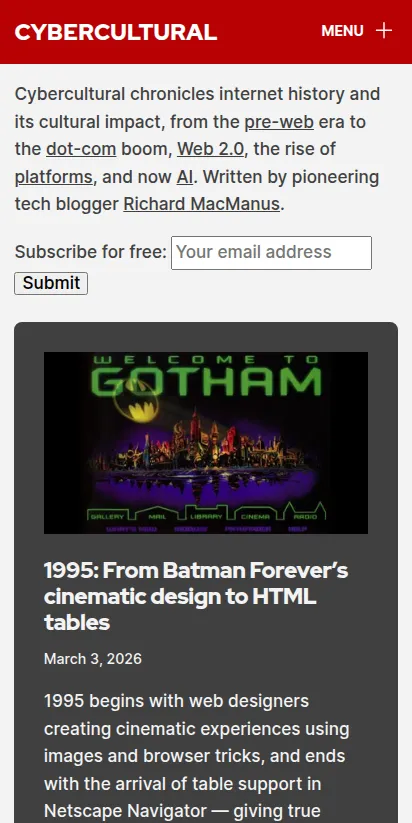 CYBERCULTURAL
MENU
Cybercultural chronicles internet history and
its cultural impact, from the pre-web era to
the dot-com boom, Web 2.0, the rise of
platforms, and now AI. Written by pioneering
tech blogger Richard MacManus.
Subscribe for free: Your email address
Submit
WELCOME TO
GOTHAM
GALLERY MAIL LIBRARY CINEMA RADIO
WHAT'S NEW HELP
1995: From Batman Forever’s
cinematic design to HTML
tables
March 3, 2026
1995 begins with web designers
creating cinematic experiences using
images and browser tricks, and ends
with the arrival of table support in
Netscape Navigator — giving true